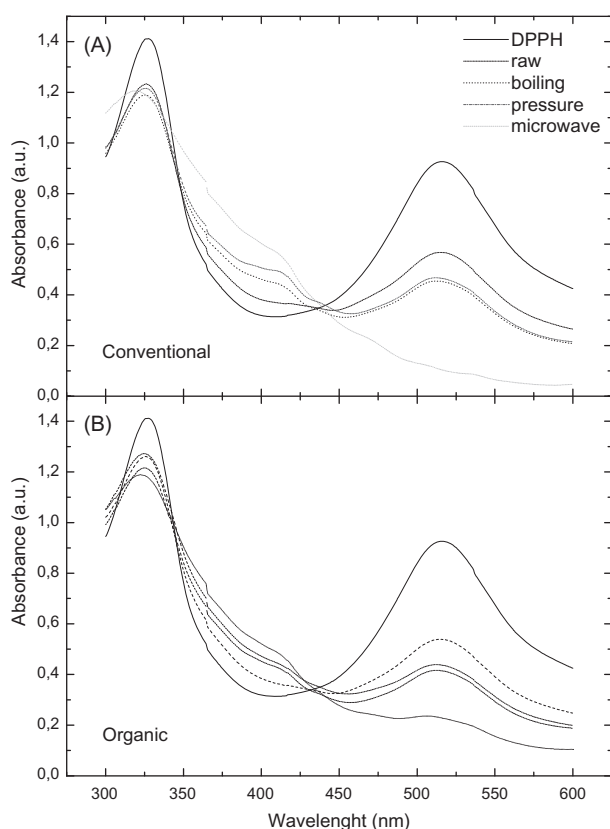 (A)
DPPH
raw
boiling
pressure
microwave
1,4
1,2
1,0
0,8
0,6
0,4
0,2
0,0
Absorbance (a.u.)
Conventional
(B)
1,4
1,2
1,0
0,8
0,6
0,4
0,2
0,0
Absorbance (a.u.)
Organic
300 350 400 450 500 550 600
Wavelenght (nm)